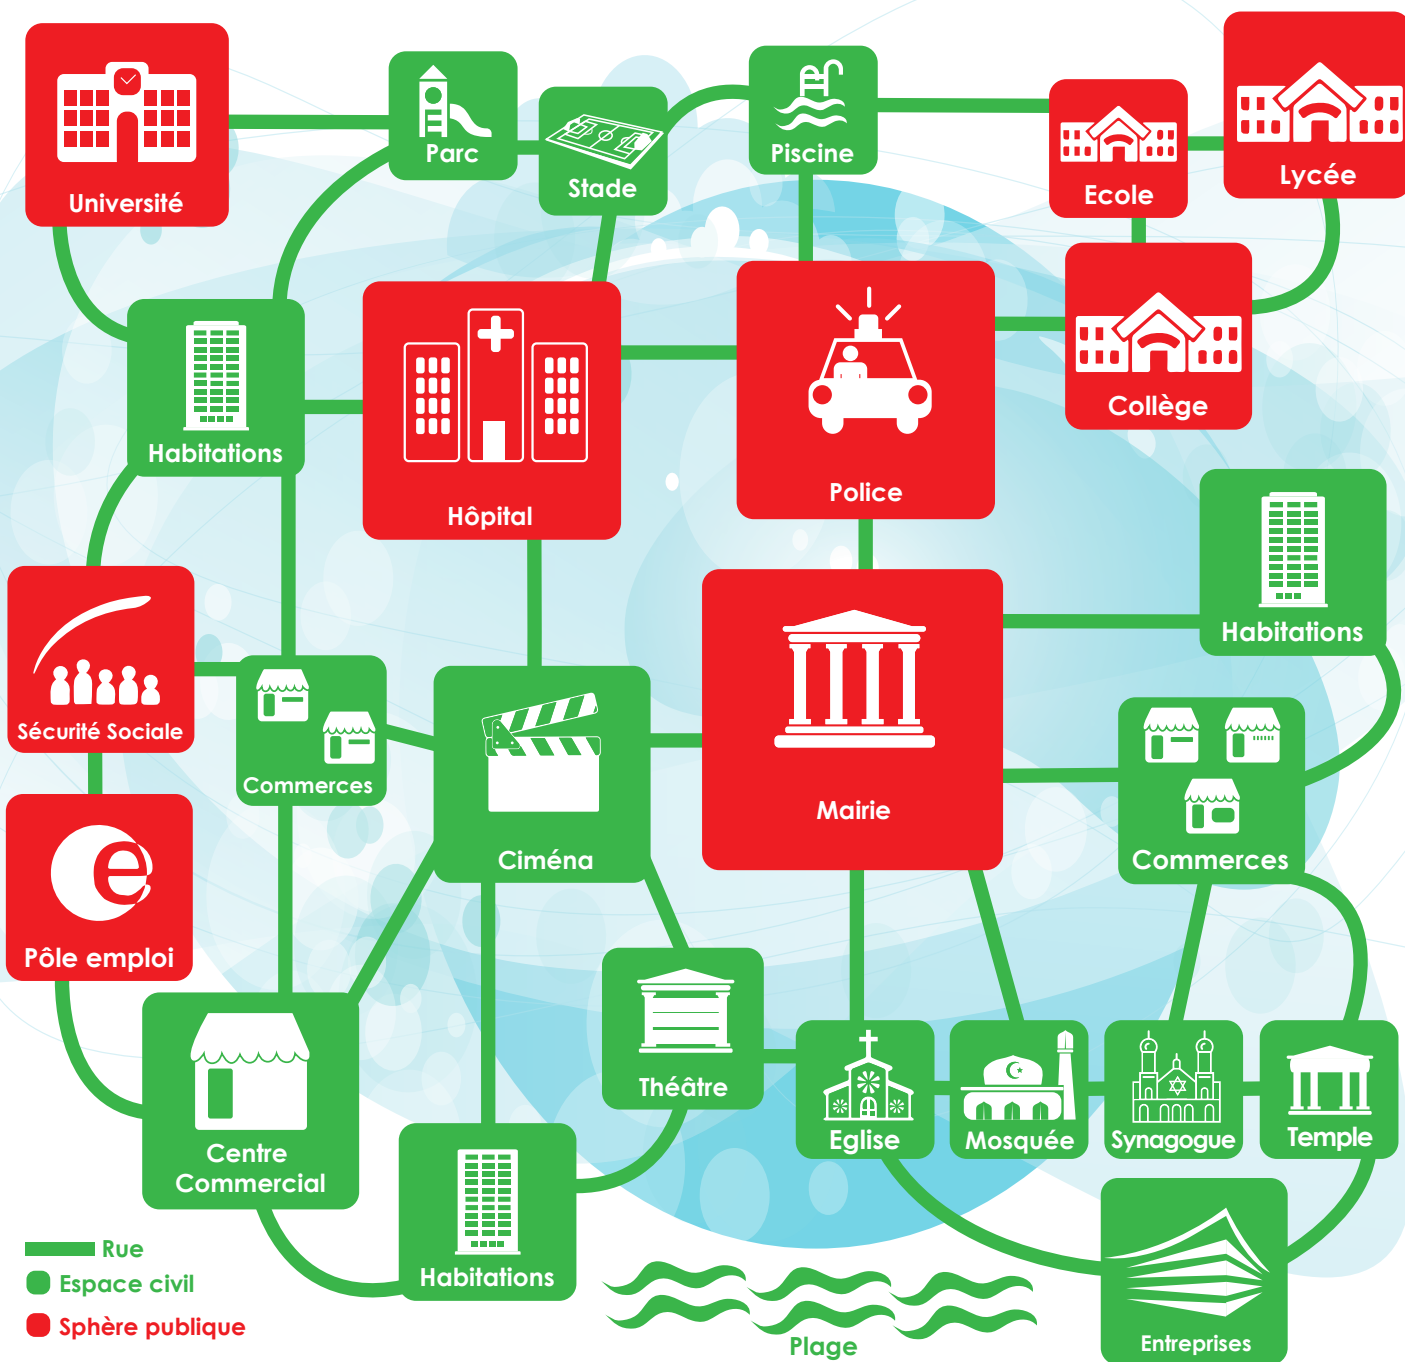 Université
Parc
Stade
Piscine
Ecole
Lycée
Habitations
Hôpital
Police
Collège
Habitations
Sécurité Sociale
Commerces
Ciména
Mairie
Commerces
Pôle emploi
Centre
Commercial
Théâtre
Eglise
Mosquée
Synagogue
Temple
Habitations
Entreprises
Plage
Rue
Espace civil
Sphère publique